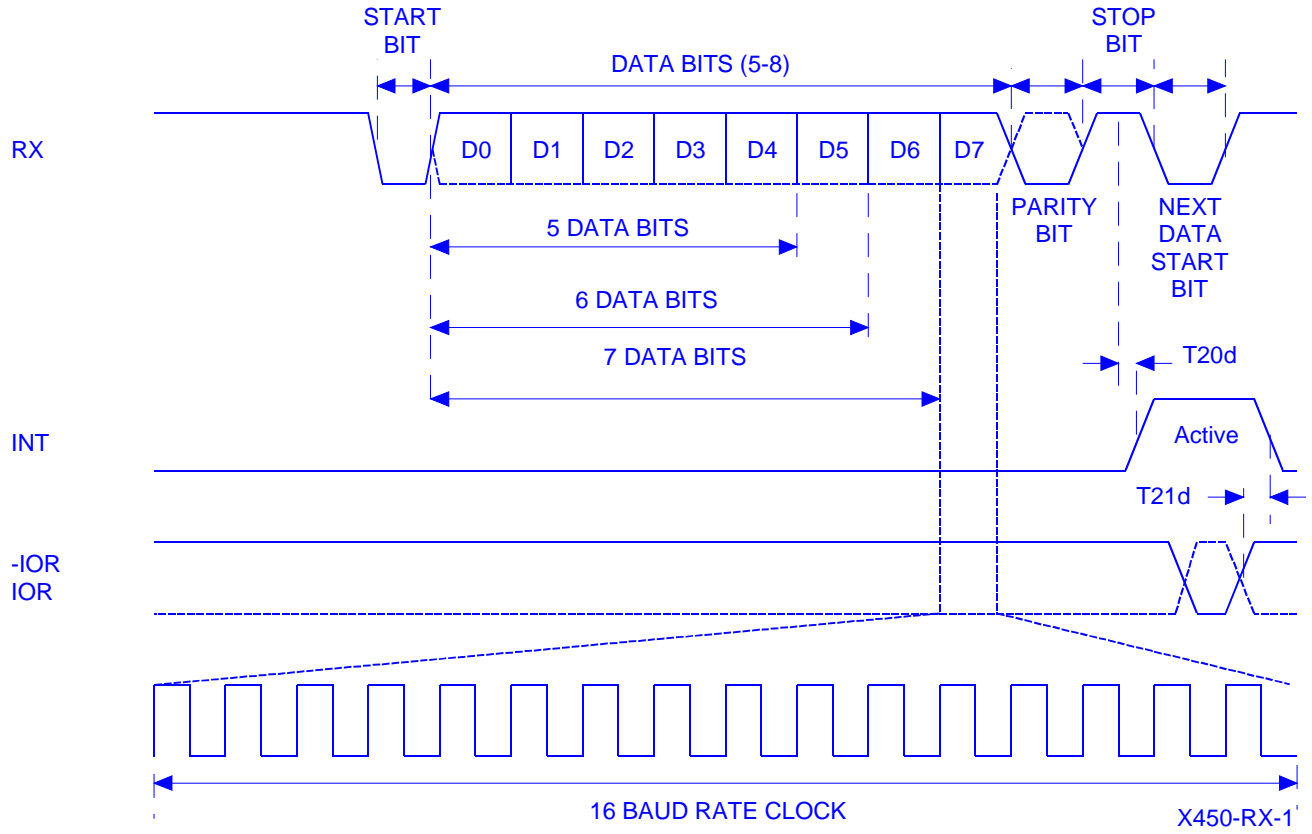 START
BIT
DATA BITS (5-8)
STOP
BIT
RX
D0 D1 D2 D3 D4 D5 D6 D7
PARITY
BIT
NEXT
DATA
START
BIT
5 DATA BITS
6 DATA BITS
7 DATA BITS
T20d
INT
Active
T21d
-IOR
IOR
16 BAUD RATE CLOCK
X450-RX-1